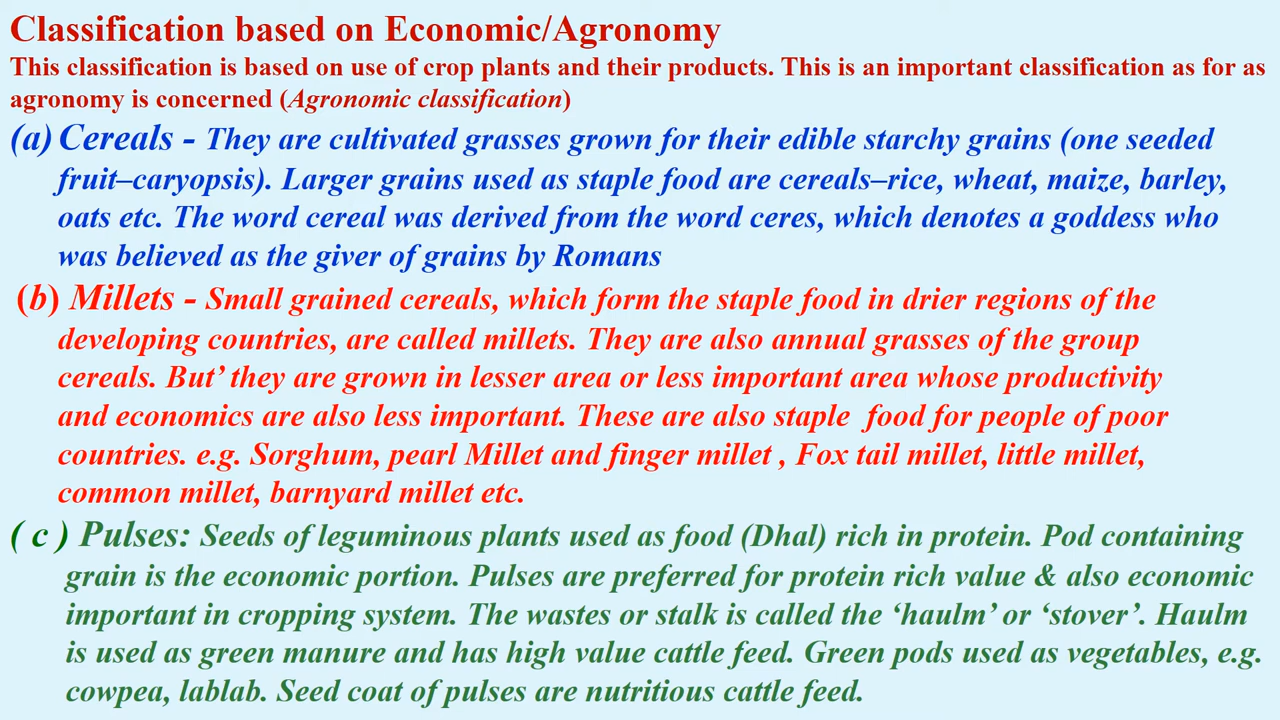 Classification based on Economic/Agronomy
This classification is based on use of crop plants and their products. This is an important classification as for as
agronomy is concerned (Agronomic classification)
(a) Cereals - They are cultivated grasses grown for their edible starchy grains (one seeded
fruit–caryopsis). Larger grains used as staple food are cereals–rice, wheat, maize, barley,
oats etc. The word cereal was derived from the word ceres, which denotes a goddess who
was believed as the giver of grains by Romans
(b) Millets - Small grained cereals, which form the staple food in drier regions of the
developing countries, are called millets. They are also annual grasses of the group
cereals. But’ they are grown in lesser area or less important area whose productivity
and economics are also less important. These are also staple  food for people of poor
countries. e.g. Sorghum, pearl Millet and finger millet , Fox tail millet, little millet,
common millet, barnyard millet etc.
( c ) Pulses: Seeds of leguminous plants used as food (Dhal) rich in protein. Pod containing
grain is the economic portion. Pulses are preferred for protein rich value & also economic
important in cropping system. The wastes or stalk is called the ‘haulm’ or ‘stover’. Haulm
is used as green manure and has high value cattle feed. Green pods used as vegetables, e.g.
cowpea, lablab. Seed coat of pulses are nutritious cattle feed.